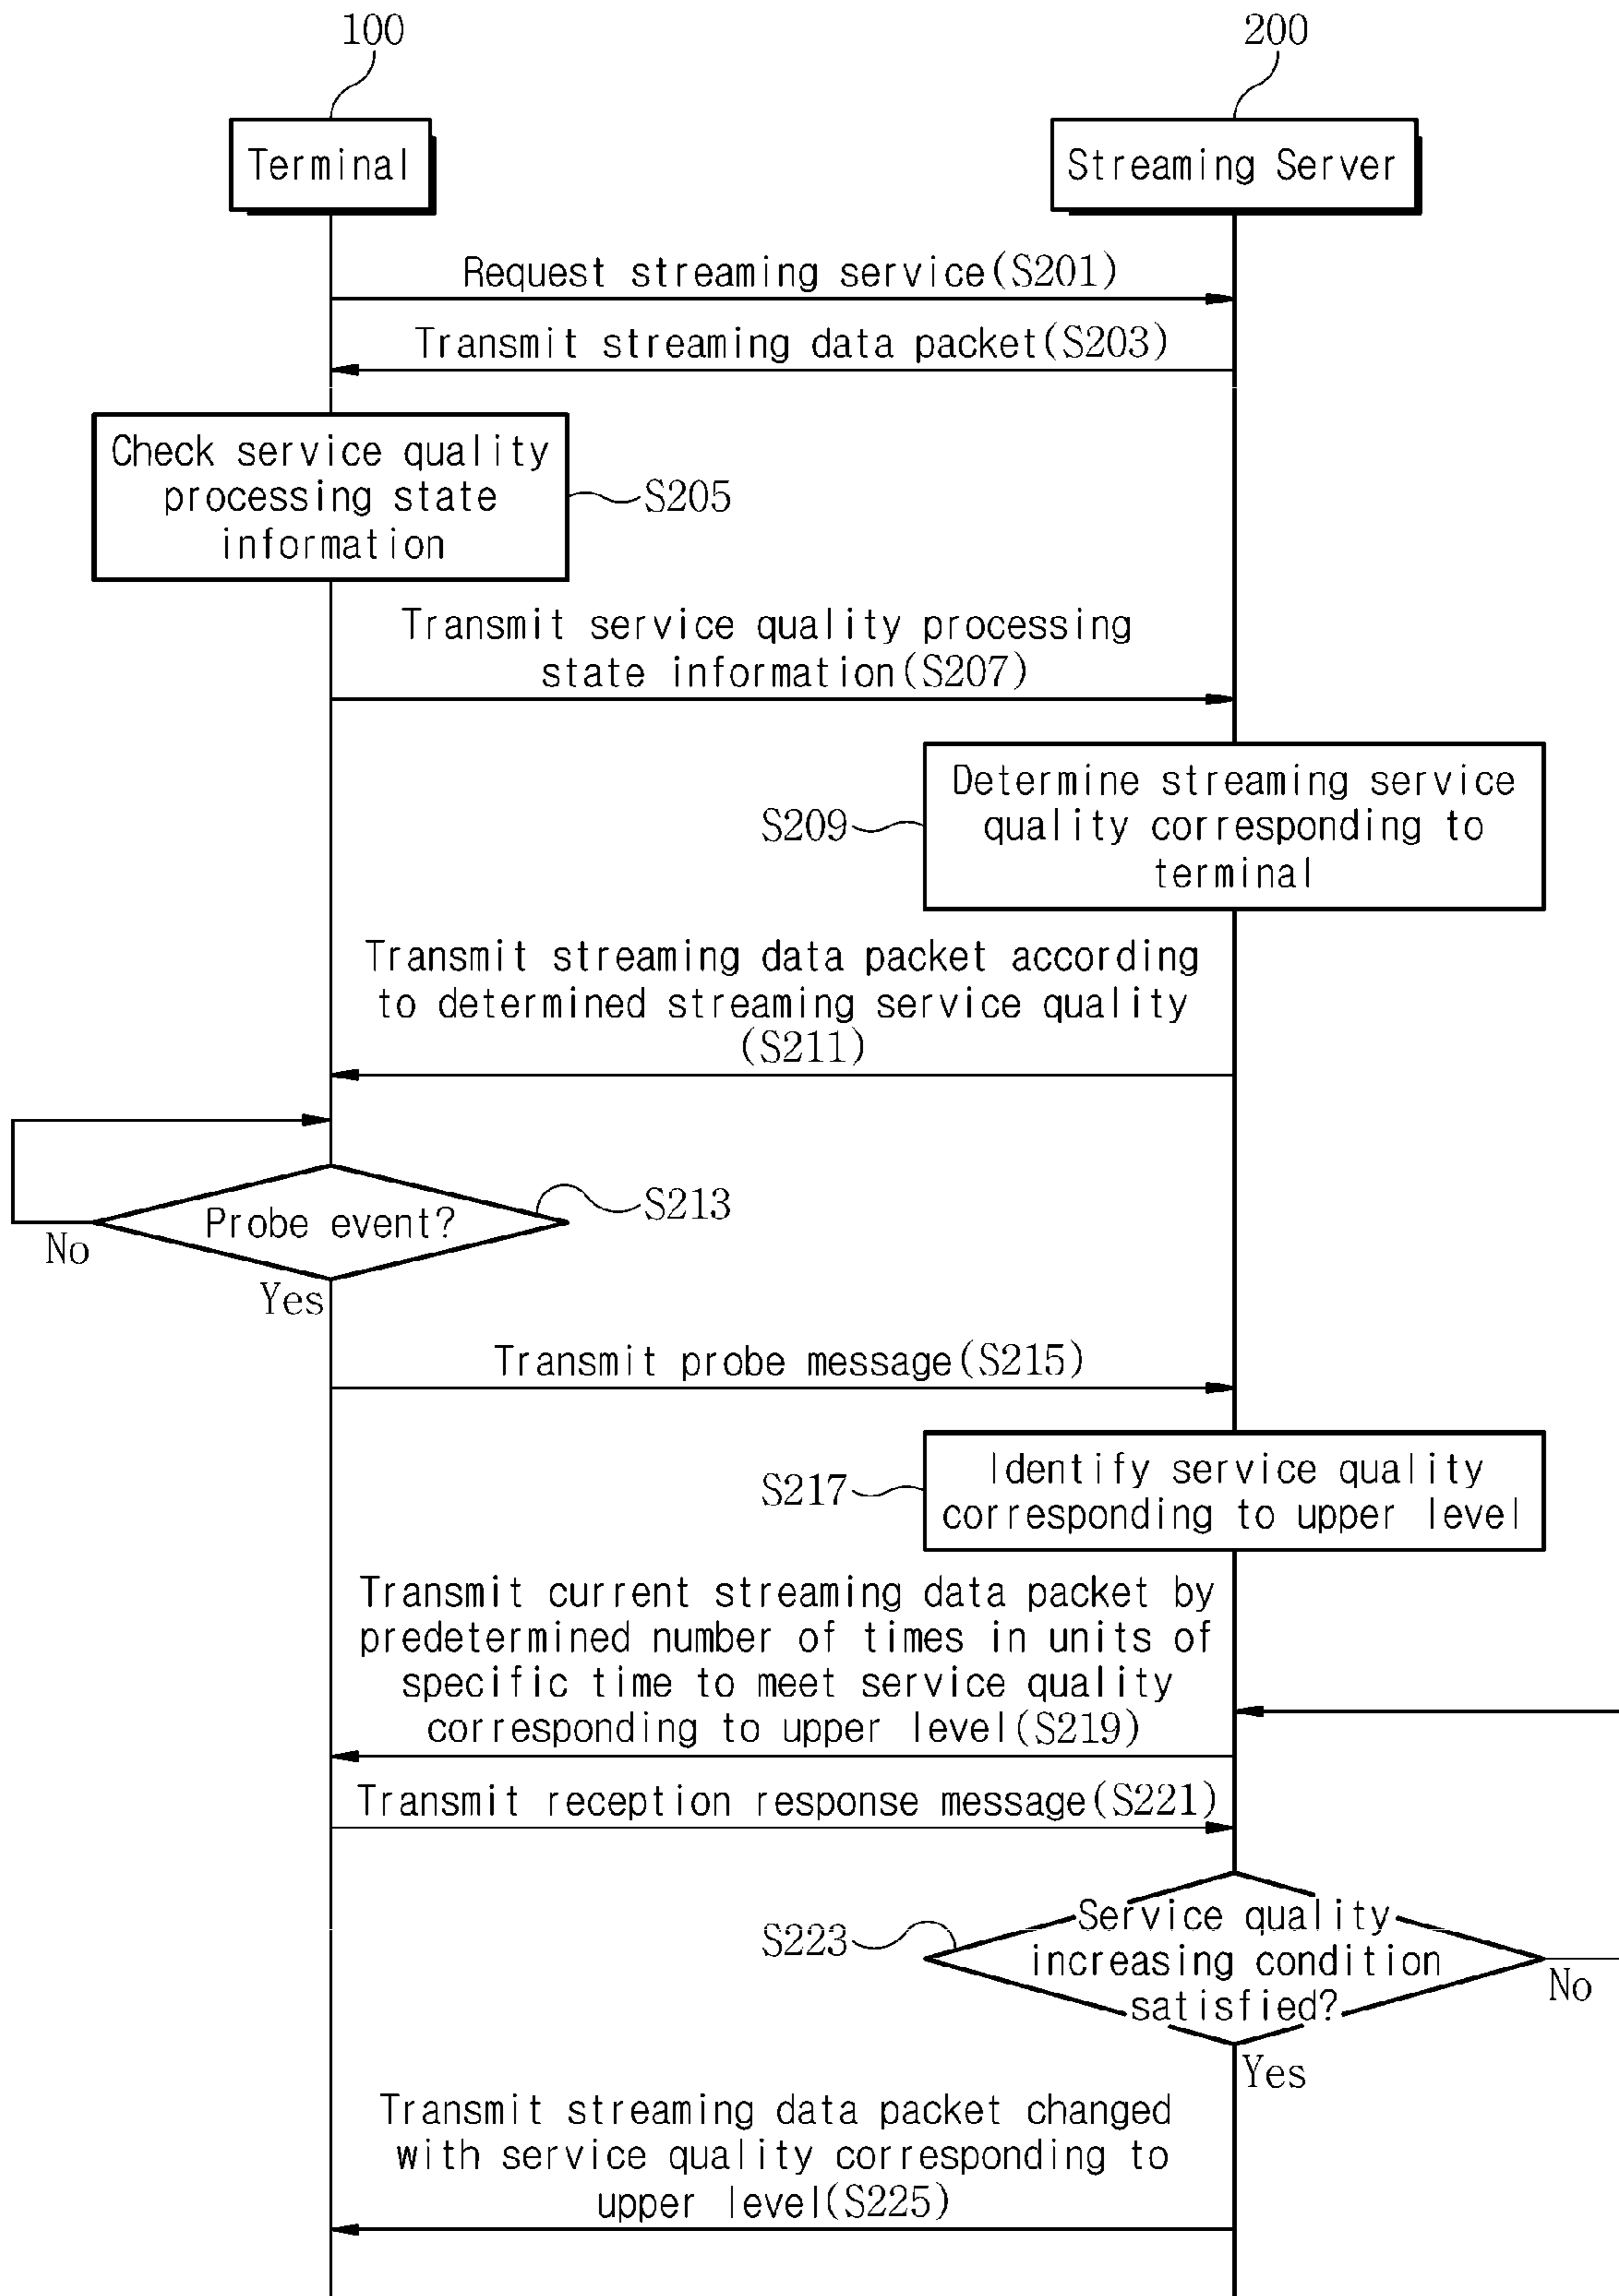 100
200
Terminal
Streaming Server
Request streaming service(S201)
Transmit streaming data packet(S203)
Check service quality
processing state
information
S205
Transmit service quality processing
state information(S207)
Determine streaming service
quality corresponding to
terminal
S209
Transmit streaming data packet according
to determined streaming service quality
(S211)
Probe event?
S213
No
Yes
Transmit probe message(S215)
Identify service quality
corresponding to upper level
S217
Transmit current streaming data packet by
predetermined number of times in units of
specific time to meet service quality
corresponding to upper level(S219)
Transmit reception response message(S221)
Service quality
increasing condition
satisfied?
S223
No
Yes
Transmit streaming data packet changed
with service quality corresponding to
upper level(S225)